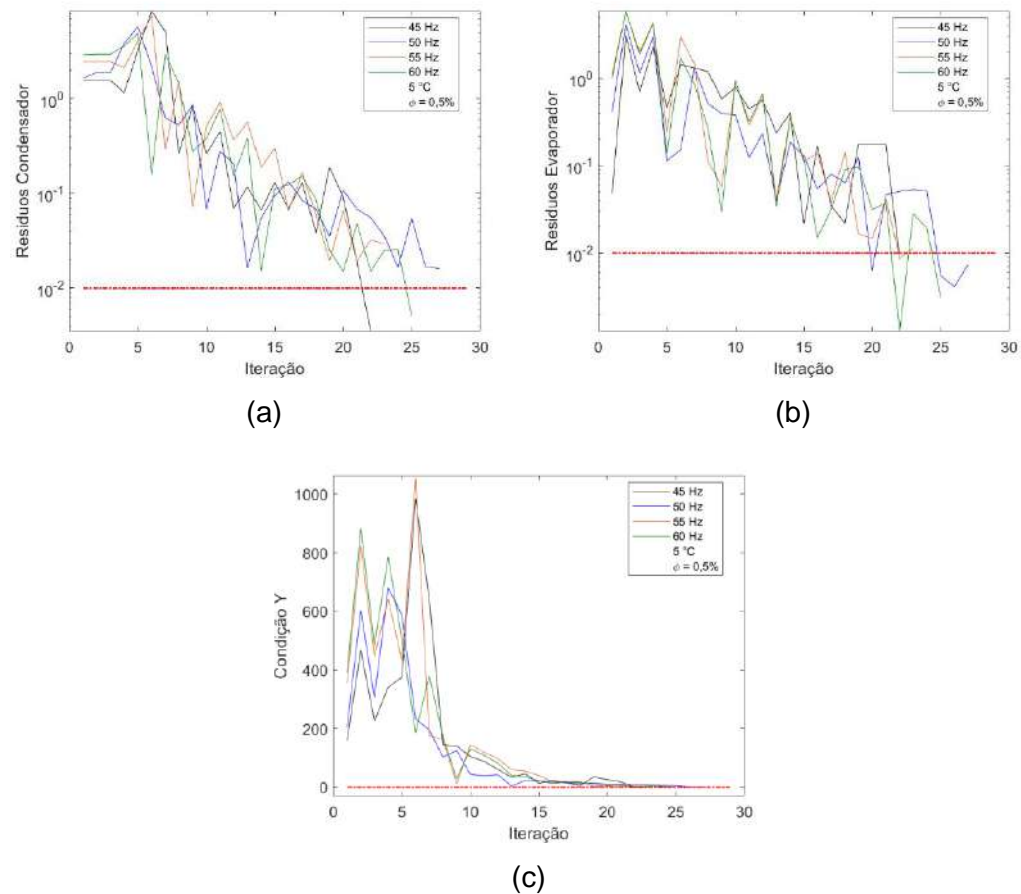 Resíduos Condensador
10^0
10^-1
10^-2
0 5 10 15 20 25 30
Iteração
45 Hz
50 Hz
55 Hz
60 Hz
5 °C
ϕ = 0,5%
(a)
Resíduos Evaporador
10^0
10^-1
10^-2
0 5 10 15 20 25 30
Iteração
45 Hz
50 Hz
55 Hz
60 Hz
5 °C
ϕ = 0,5%
(b)
Condição Y
1000
800
600
400
200
0
0 5 10 15 20 25 30
Iteração
45 Hz
50 Hz
55 Hz
60 Hz
5 °C
ϕ = 0,5%
(c)